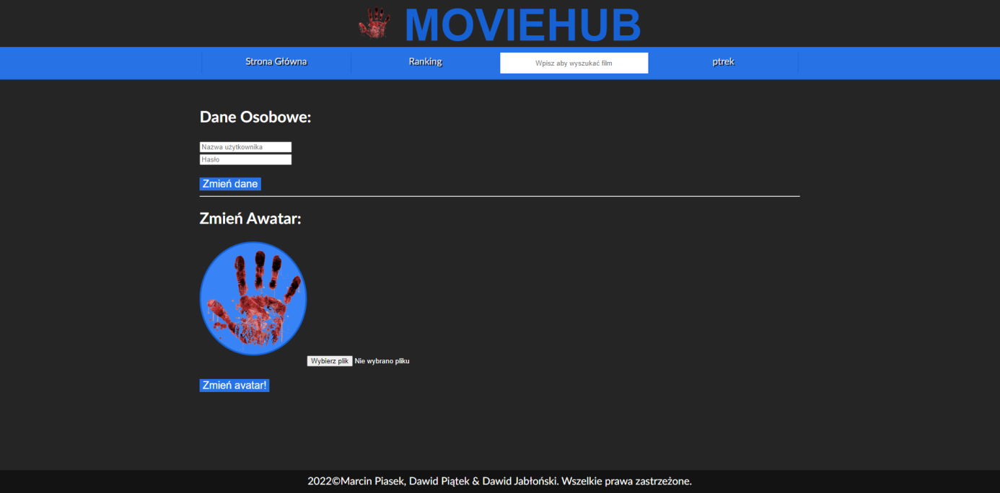 MOVIEHUB
Strona Główna
Ranking
Wpisz aby wyszukać film
ptrek
Dane Osobowe:
Nazwa użytkownika
Hasło
Zmień dane
Zmień Awatar:
Wybierz plik Nie wybrano pliku
Zmień avatar!
2022©Marcin Piasek, Dawid Piątek & Dawid Jabłoński. Wszelkie prawa zastrzeżone.